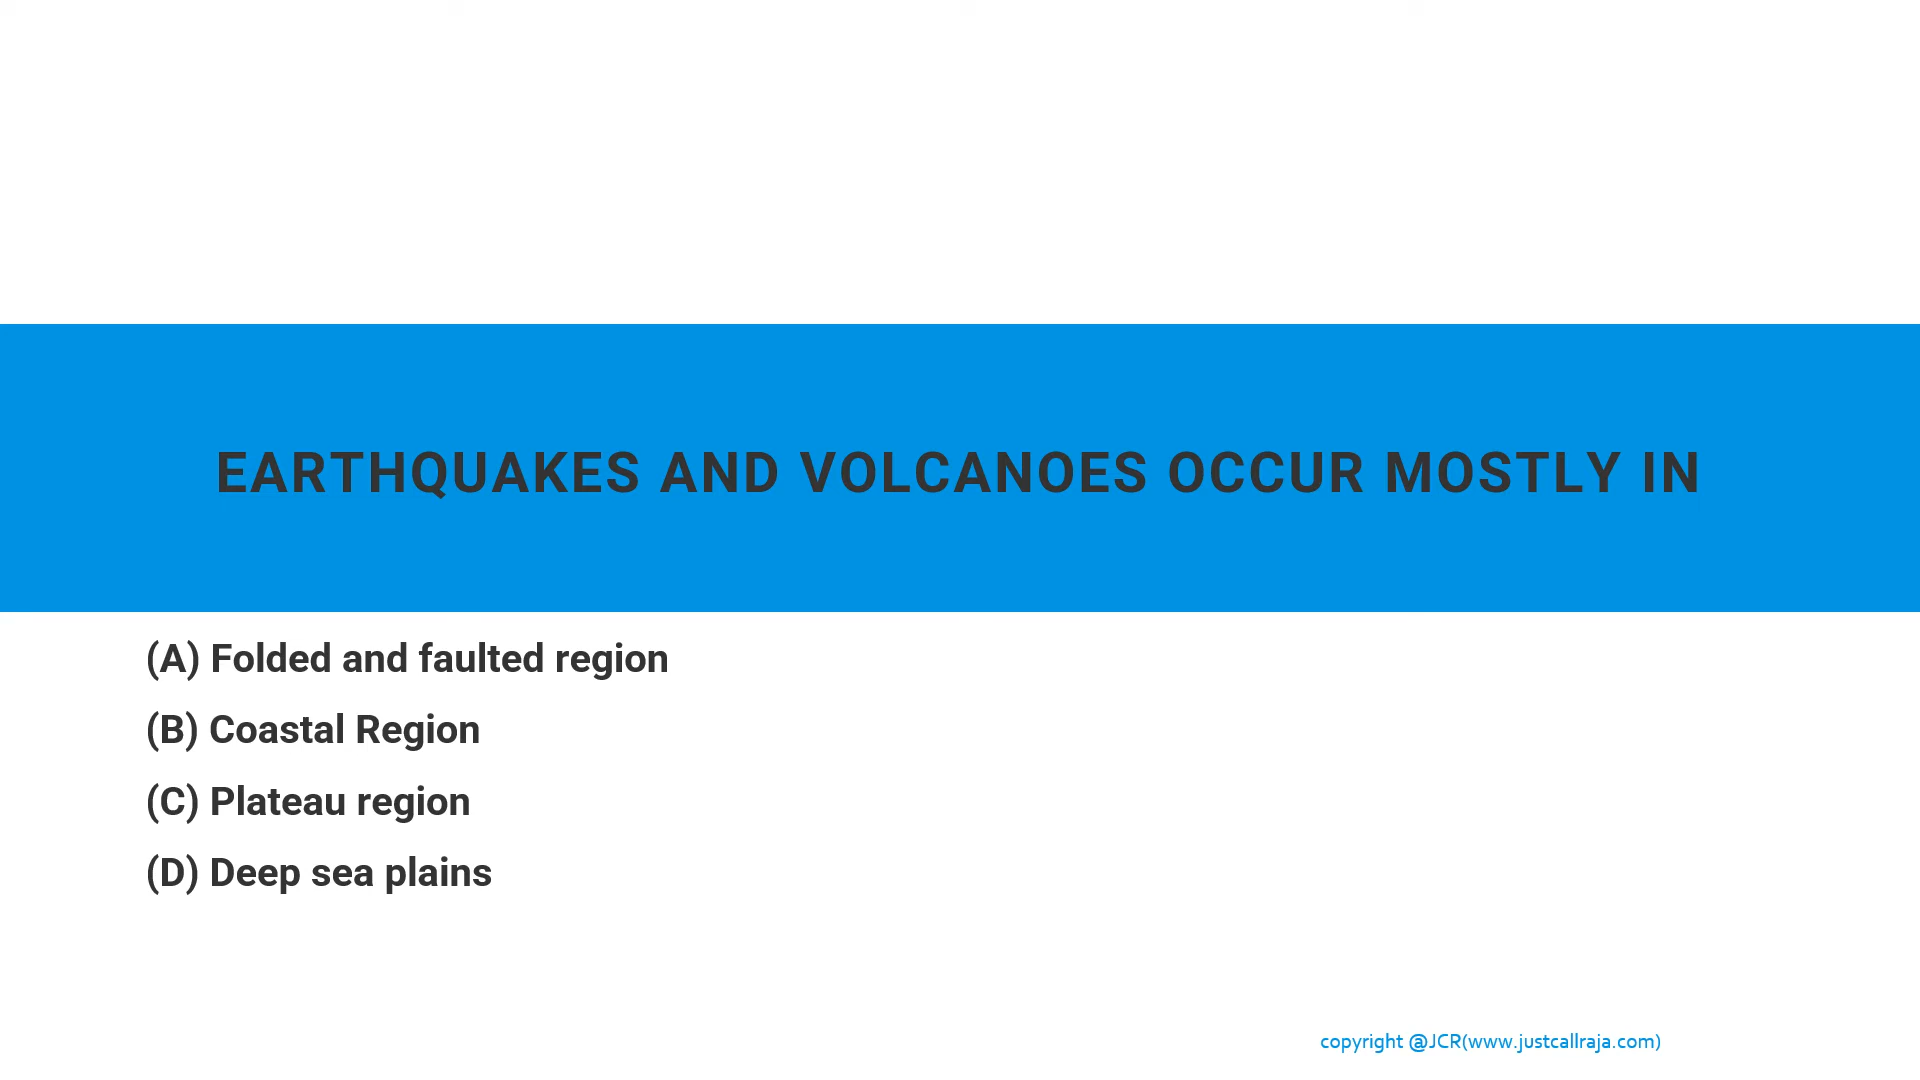 EARTHQUAKES AND VOLCANOES OCCUR MOSTLY IN
(A) Folded and faulted region
(B) Coastal Region
(C) Plateau region
(D) Deep sea plains
copyright @JCR(www.justcallraja.com)